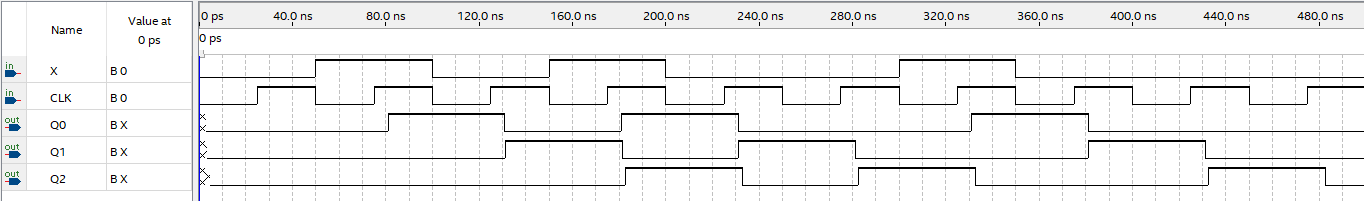 Name
Value at
0 ps
0 ps 40.0 ns 80.0 ns 120.0 ns 160.0 ns 200.0 ns 240.0 ns 280.0 ns 320.0 ns 360.0 ns 400.0 ns 440.0 ns 480.0 ns
0 ps
in X B 0
in CLK B 0
out Q0 B X
out Q1 B X
out Q2 B X